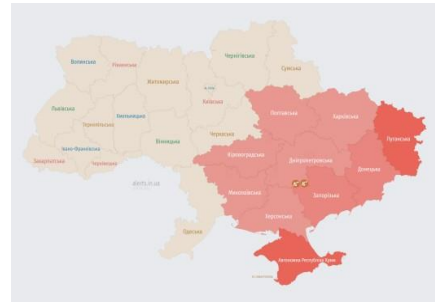 Чернігівська
Волинська
Рівненська
Сумська
Житомирська
Київська
Львівська
Полтавська
Харківська
Тернопільська
Хмельницька
Луганська
Вінницька
Черкаська
Івано-Франківська
Кіровоградська
Дніпропетровська
Донецька
Закарпатська
Чернівецька
alerts.in.ua
Миколаївська
Запорізька
Херсонська
Одеська
Автономна Республіка Крим